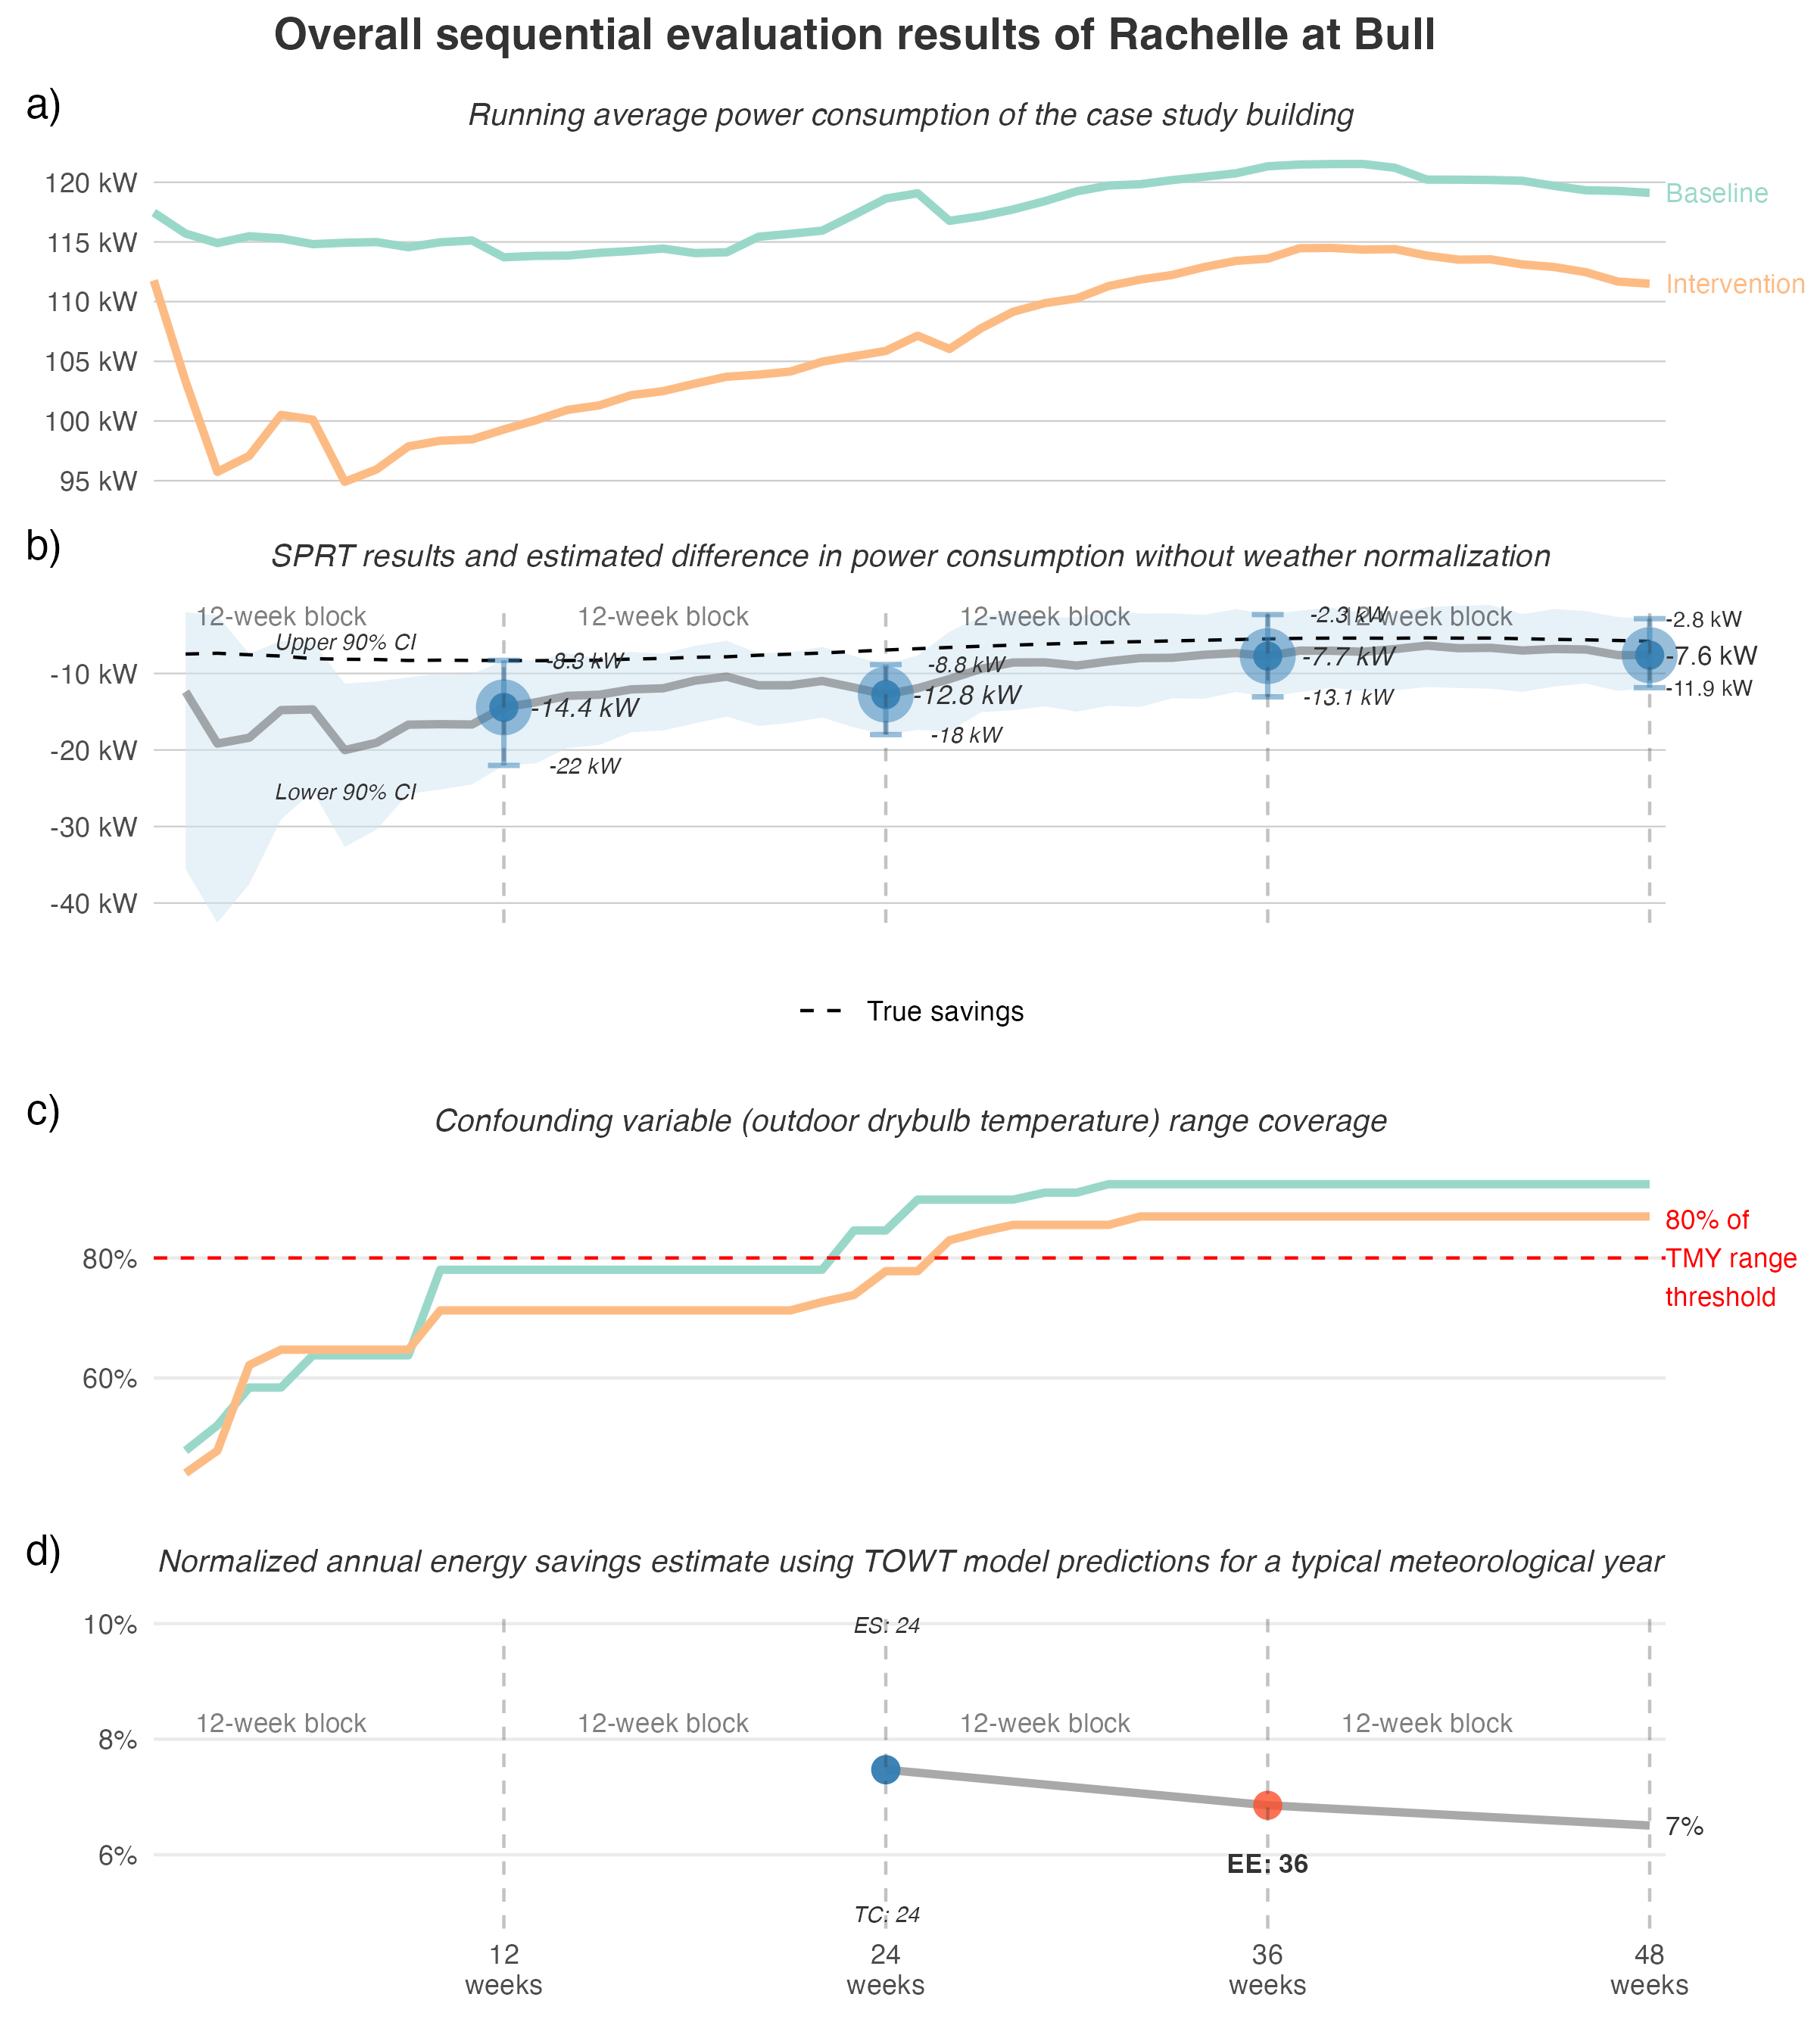 Overall sequential evaluation results of Rachelle at Bull
a)
Running average power consumption of the case study building
120 kW
115 kW
110 kW
105 kW
100 kW
95 kW
Baseline
Intervention
b)
SPRT results and estimated difference in power consumption without weather normalization
12-week block
12-week block
12-week block
12-week block
Upper 90% CI
Lower 90% CI
-10 kW
-20 kW
-30 kW
-40 kW
-8.3 kW
-14.4 kW
-22 kW
-8.8 kW
-12.8 kW
-18 kW
-2.3 kW
-7.7 kW
-13.1 kW
-2.8 kW
-7.6 kW
-11.9 kW
True savings
c)
Confounding variable (outdoor drybulb temperature) range coverage
80%
60%
80% of
TMY range
threshold
d)
Normalized annual energy savings estimate using TOWT model predictions for a typical meteorological year
10%
8%
6%
ES: 24
12-week block
12-week block
12-week block
12-week block
7%
EE: 36
TC: 24
12
weeks
24
weeks
36
weeks
48
weeks